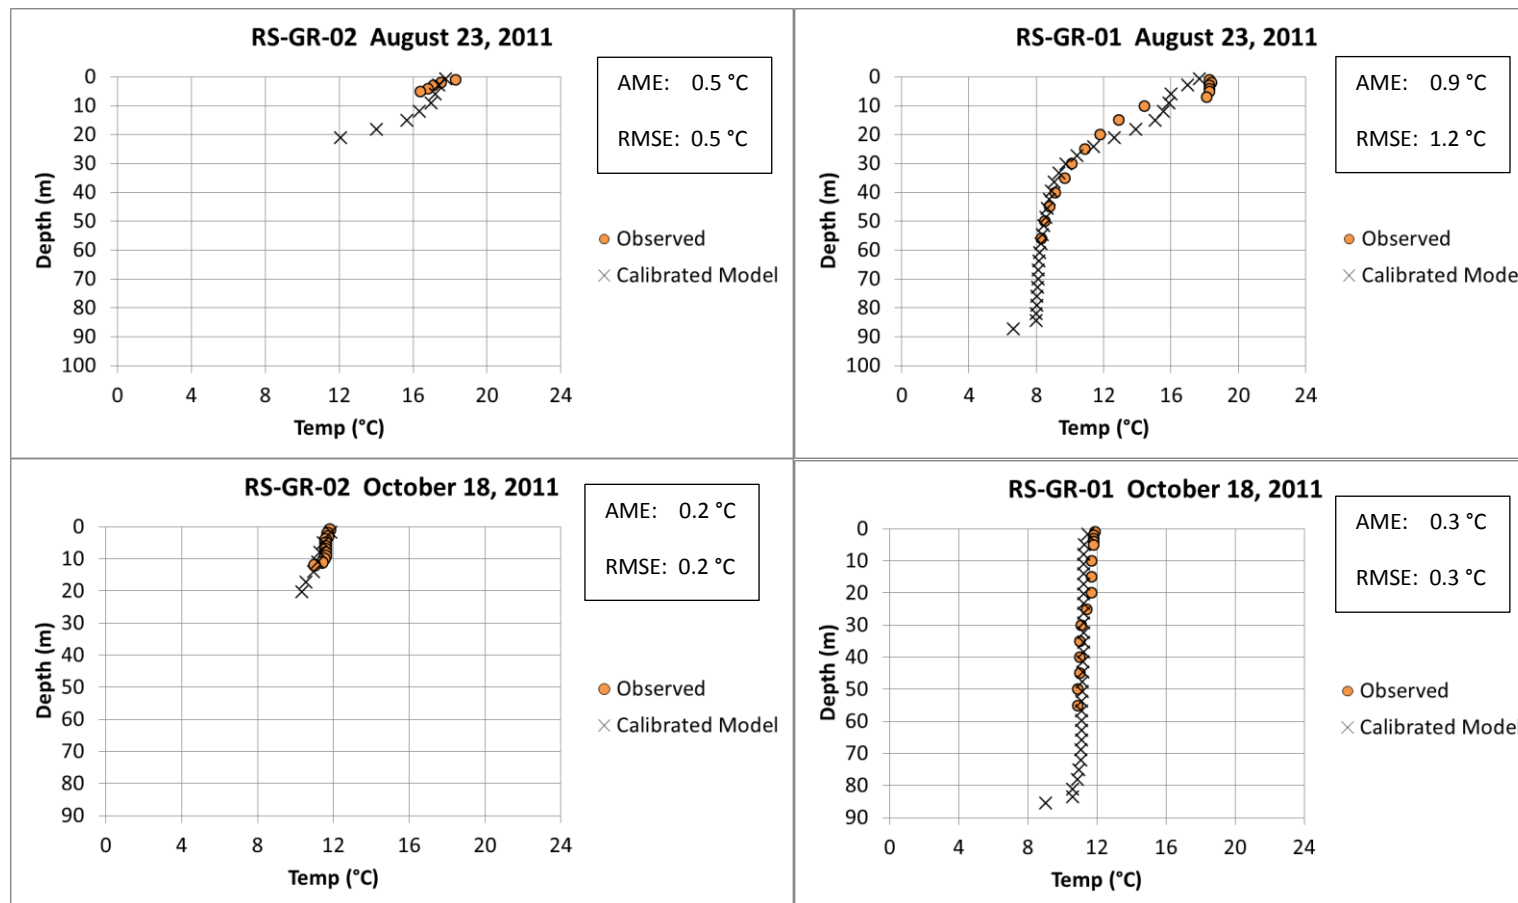 RS-GR-02 August 23, 2011
AME: 0.5 °C
RMSE: 0.5 °C
0
10
20
30
40
50
60
70
80
90
100
Depth (m)
0 4 8 12 16 20 24
Temp (°C)
Observed
Calibrated Model
RS-GR-01 August 23, 2011
AME: 0.9 °C
RMSE: 1.2 °C
0
10
20
30
40
50
60
70
80
90
100
Depth (m)
0 4 8 12 16 20 24
Temp (°C)
Observed
Calibrated Mode
RS-GR-02 October 18, 2011
AME: 0.2 °C
RMSE: 0.2 °C
0
10
20
30
40
50
60
70
80
90
Depth (m)
0 4 8 12 16 20 24
Temp (°C)
Observed
Calibrated Model
RS-GR-01 October 18, 2011
AME: 0.3 °C
RMSE: 0.3 °C
0
10
20
30
40
50
60
70
80
90
Depth (m)
0 4 8 12 16 20 24
Temp (°C)
Observed
Calibrated Model